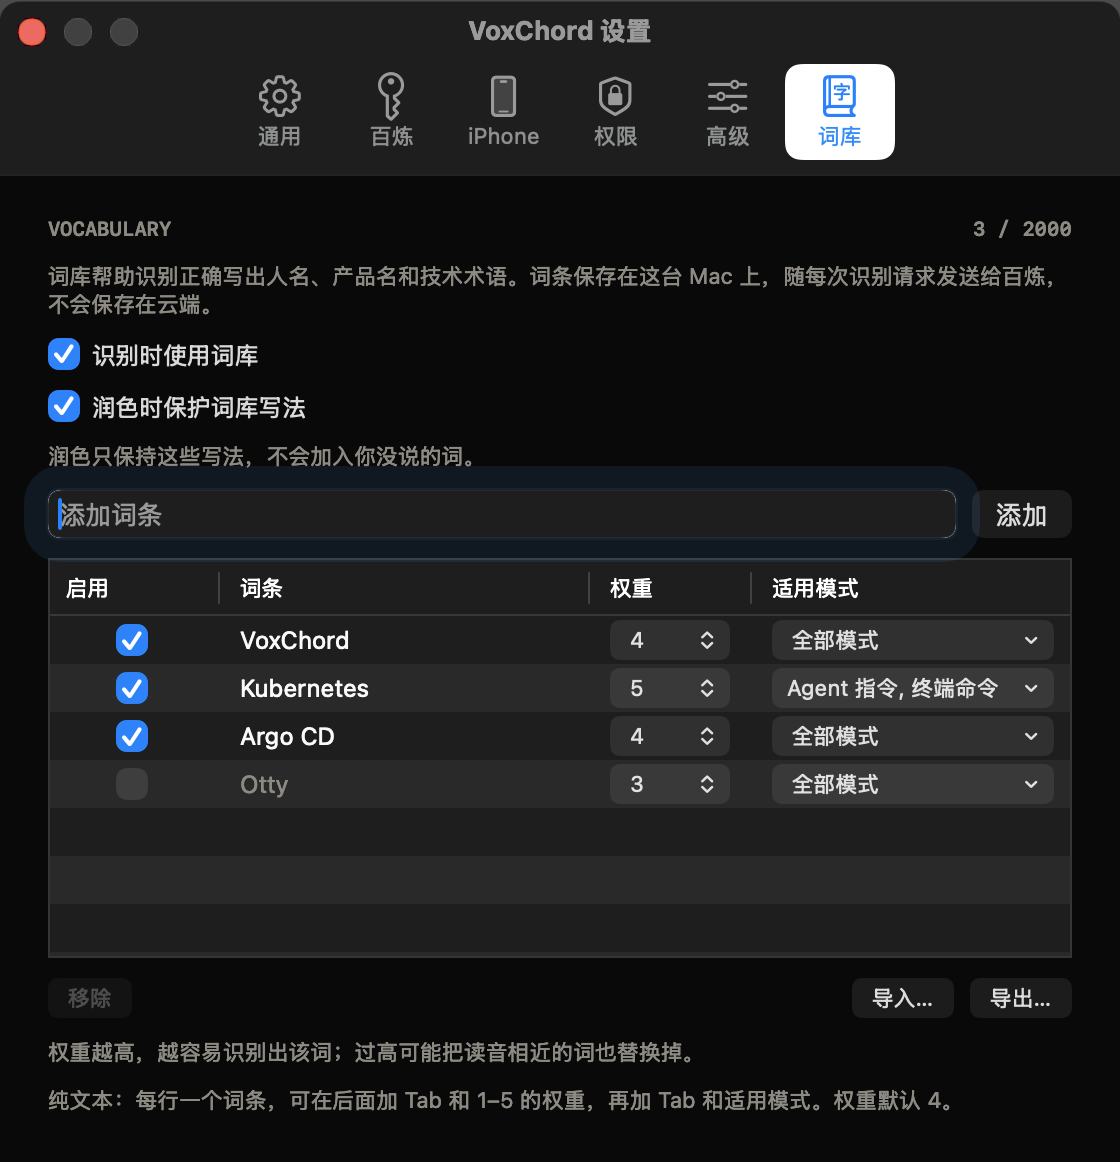 VoxChord 设置
通用 百炼 iPhone 权限 高级 字 词库
VOCABULARY 3 / 2000
词库帮助识别正确写出人名、产品名和技术术语。词条保存在这台 Mac 上，随每次识别请求发送给百炼，
不会保存在云端。
识别时使用词库
润色时保护词库写法
润色只保持这些写法，不会加入你没说的词。
添加词条 添加
启用 词条 权重 适用模式
VoxChord 4 全部模式
Kubernetes 5 Agent 指令, 终端命令
Argo CD 4 全部模式
Otty 3 全部模式
移除 导入... 导出...
权重越高，越容易识别出该词；过高可能把读音相近的词也替换掉。
纯文本：每行一个词条，可在后面加 Tab 和 1–5 的权重，再加 Tab 和适用模式。权重默认 4。